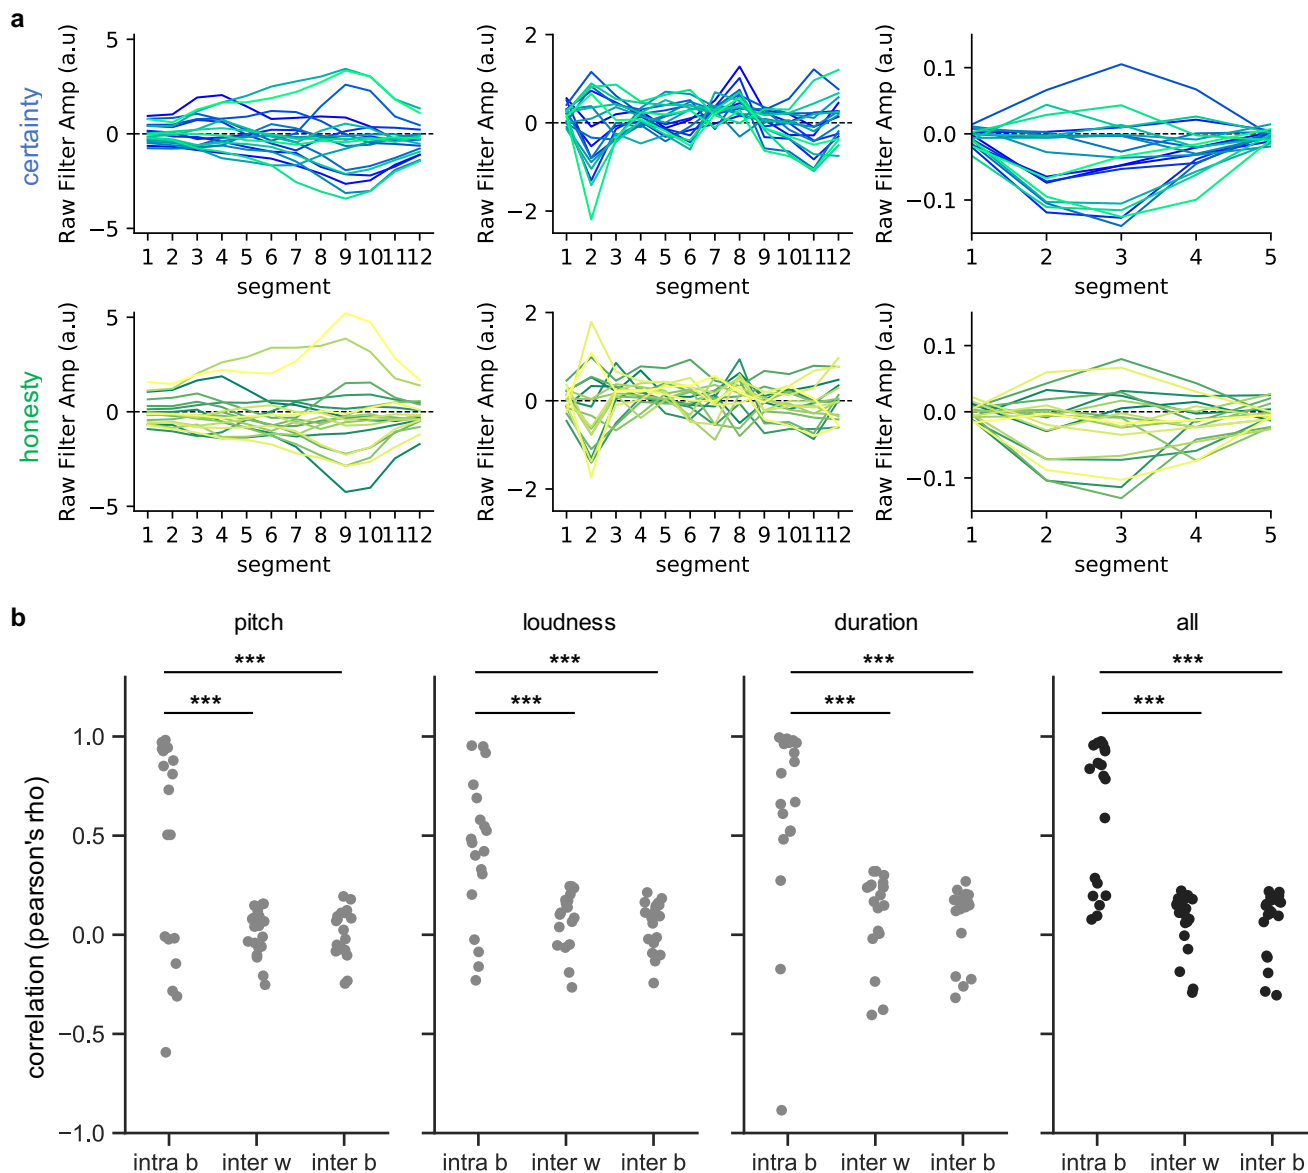 a
certainty
Raw Filter Amp (a.u)
5
0
−5
1 2 3 4 5 6 7 8 9 10 11 12
segment
Raw Filter Amp (a.u)
2
0
−2
1 2 3 4 5 6 7 8 9 10 11 12
segment
Raw Filter Amp (a.u)
0.1
0.0
−0.1
1 2 3 4 5
segment
honesty
Raw Filter Amp (a.u)
5
0
−5
1 2 3 4 5 6 7 8 9 10 11 12
segment
Raw Filter Amp (a.u)
2
0
−2
1 2 3 4 5 6 7 8 9 10 11 12
segment
Raw Filter Amp (a.u)
0.1
0.0
−0.1
1 2 3 4 5
segment
b
pitch
***
***
correlation (pearson's rho)
1.0
0.5
0.0
−0.5
−1.0
intra b inter w inter b
loudness
***
***
intra b inter w inter b
duration
***
***
intra b inter w inter b
all
***
***
intra b inter w inter b